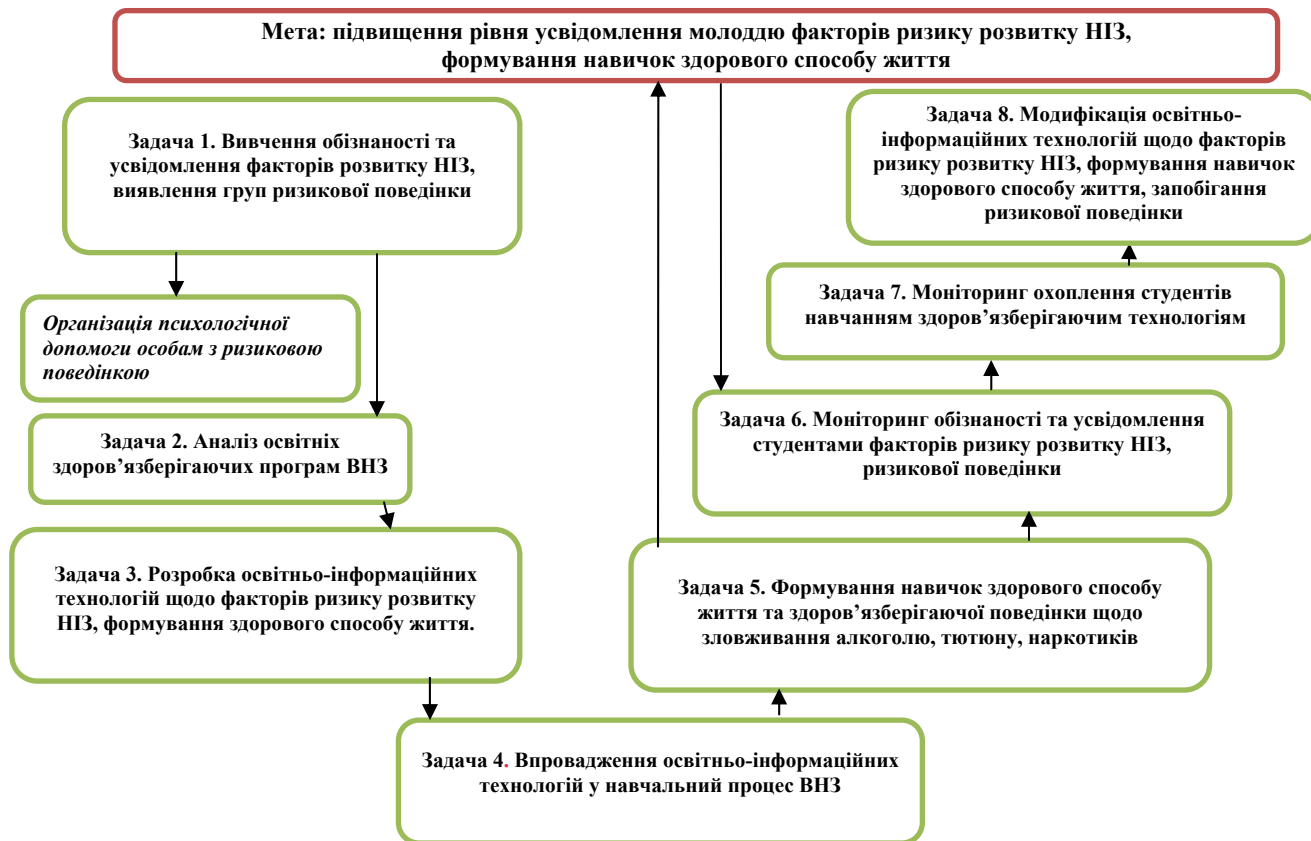 Мета: підвищення рівня усвідомлення молоддю факторів ризику розвитку НІЗ,
формування навичок здорового способу життя
Задача 1. Вивчення обізнаності та
усвідомлення факторів розвитку НІЗ,
виявлення груп ризикової поведінки
Організація психологічної
допомоги особам з ризиковою
поведінкою
Задача 2. Аналіз освітніх
здоров’язберігаючих програм ВНЗ
Задача 3. Розробка освітньо-інформаційних
технологій щодо факторів ризику розвитку
НІЗ, формування здорового способу життя.
Задача 4. Впровадження освітньо-інформаційних
технологій у навчальний процес ВНЗ
Задача 5. Формування навичок здорового способу
життя та здоров’язберігаючої поведінки щодо
зловживання алкоголю, тютюну, наркотиків
Задача 6. Моніторинг обізнаності та усвідомлення
студентами факторів ризику розвитку НІЗ,
ризикової поведінки
Задача 7. Моніторинг охоплення студентів
навчанням здоров’язберігаючим технологіям
Задача 8. Модифікація освітньо-
інформаційних технологій щодо факторів
ризику розвитку НІЗ, формування навичок
здорового способу життя, запобігання
ризикової поведінки